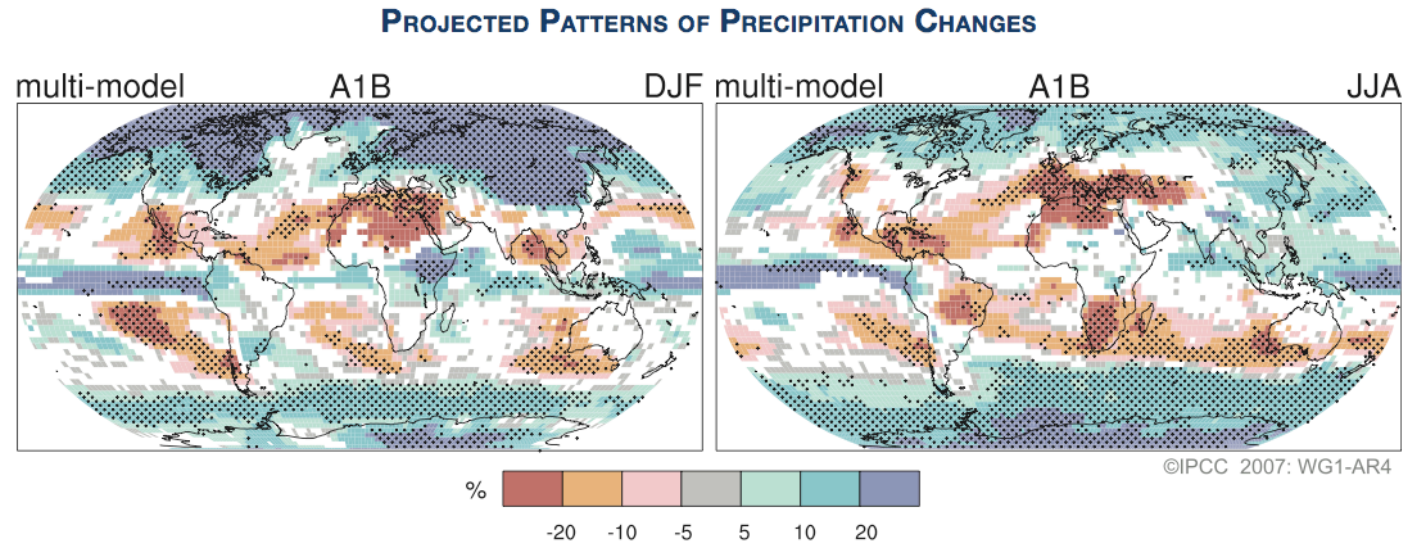 PROJECTED PATTERNS OF PRECIPITATION CHANGES
multi-model A1B DJF
multi-model A1B JJA
©IPCC 2007: WG1-AR4
%
-20 -10 -5 5 10 20